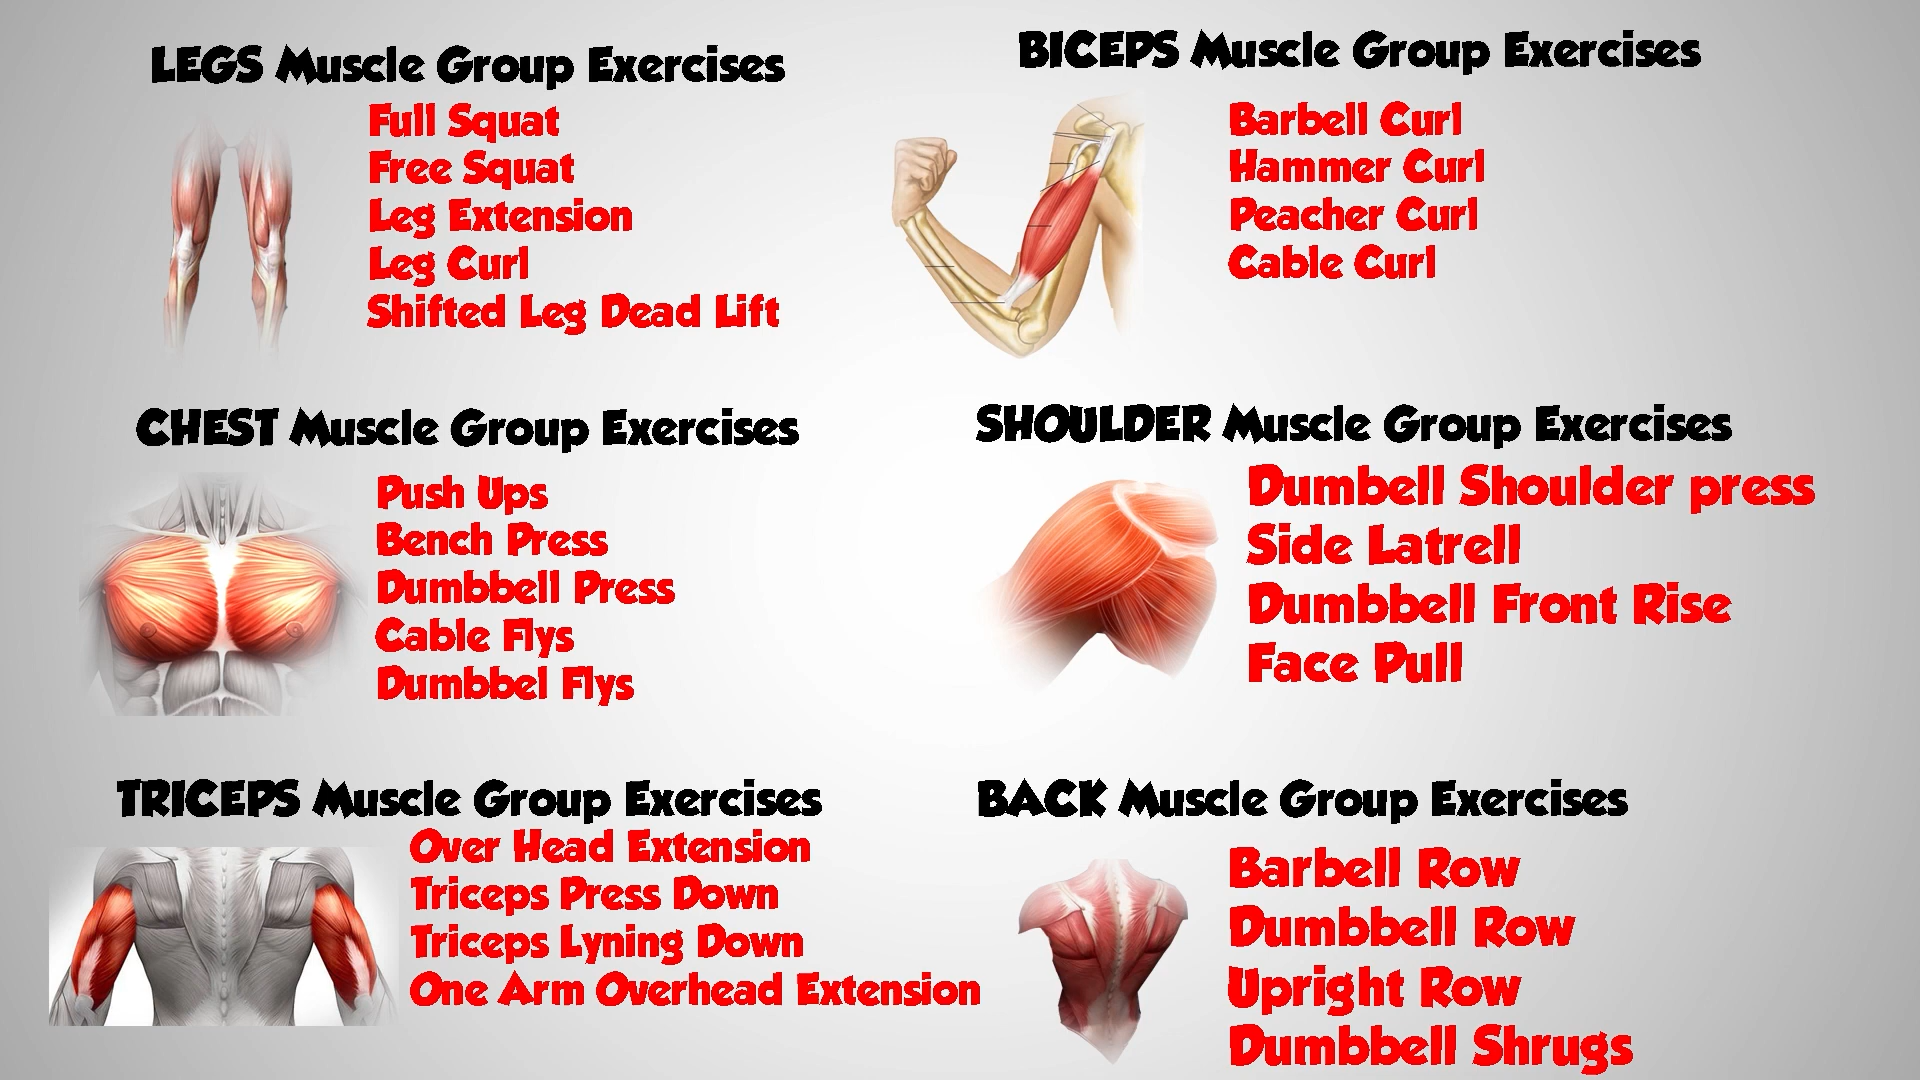 LEGS Muscle Group Exercises
Full Squat
Free Squat
Leg Extension
Leg Curl
Shifted Leg Dead Lift
BICEPS Muscle Group Exercises
Barbell Curl
Hammer Curl
Peacher Curl
Cable Curl
CHEST Muscle Group Exercises
Push Ups
Bench Press
Dumbbell Press
Cable Flys
Dumbbel Flys
SHOULDER Muscle Group Exercises
Dumbell Shoulder press
Side Latrell
Dumbbell Front Rise
Face Pull
TRICEPS Muscle Group Exercises
Over Head Extension
Triceps Press Down
Triceps Lyning Down
One Arm Overhead Extension
BACK Muscle Group Exercises
Barbell Row
Dumbbell Row
Upright Row
Dumbbell Shrugs